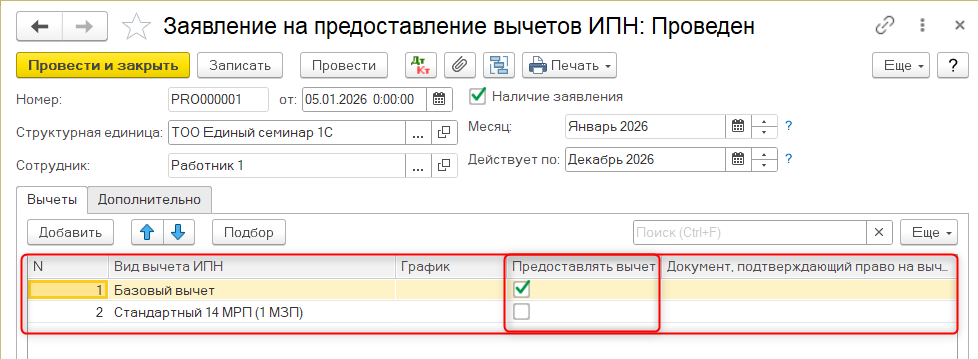 Заявление на предоставление вычетов ИПН: Проведен
Провести и закрыть Записать Провести Дт Кт Печать Еще ?
Номер: PRO000001 от: 05.01.2026 0:00:00 Наличие заявления
Структурная единица: ТОО Единый семинар 1С ... Месяц: Январь 2026 ?
Сотрудник: Работник 1 ... Действует по: Декабрь 2026 ?
Вычеты Дополнительно
Добавить Подбор Поиск (Ctrl+F) × Еще
N Вид вычета ИПН График Предоставлять вычет Документ, подтверждающий право на выч...
1 Базовый вычет
2 Стандартный 14 МРП (1 МЗП)